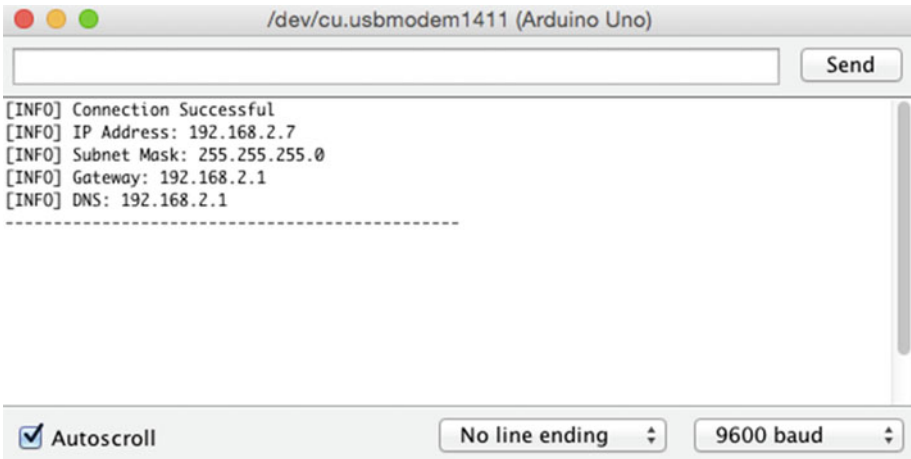 /dev/cu.usbmodem1411 (Arduino Uno)
Send
[INFO] Connection Successful
[INFO] IP Address: 192.168.2.7
[INFO] Subnet Mask: 255.255.255.0
[INFO] Gateway: 192.168.2.1
[INFO] DNS: 192.168.2.1
-----------------------------------------------
Autoscroll
No line ending
9600 baud